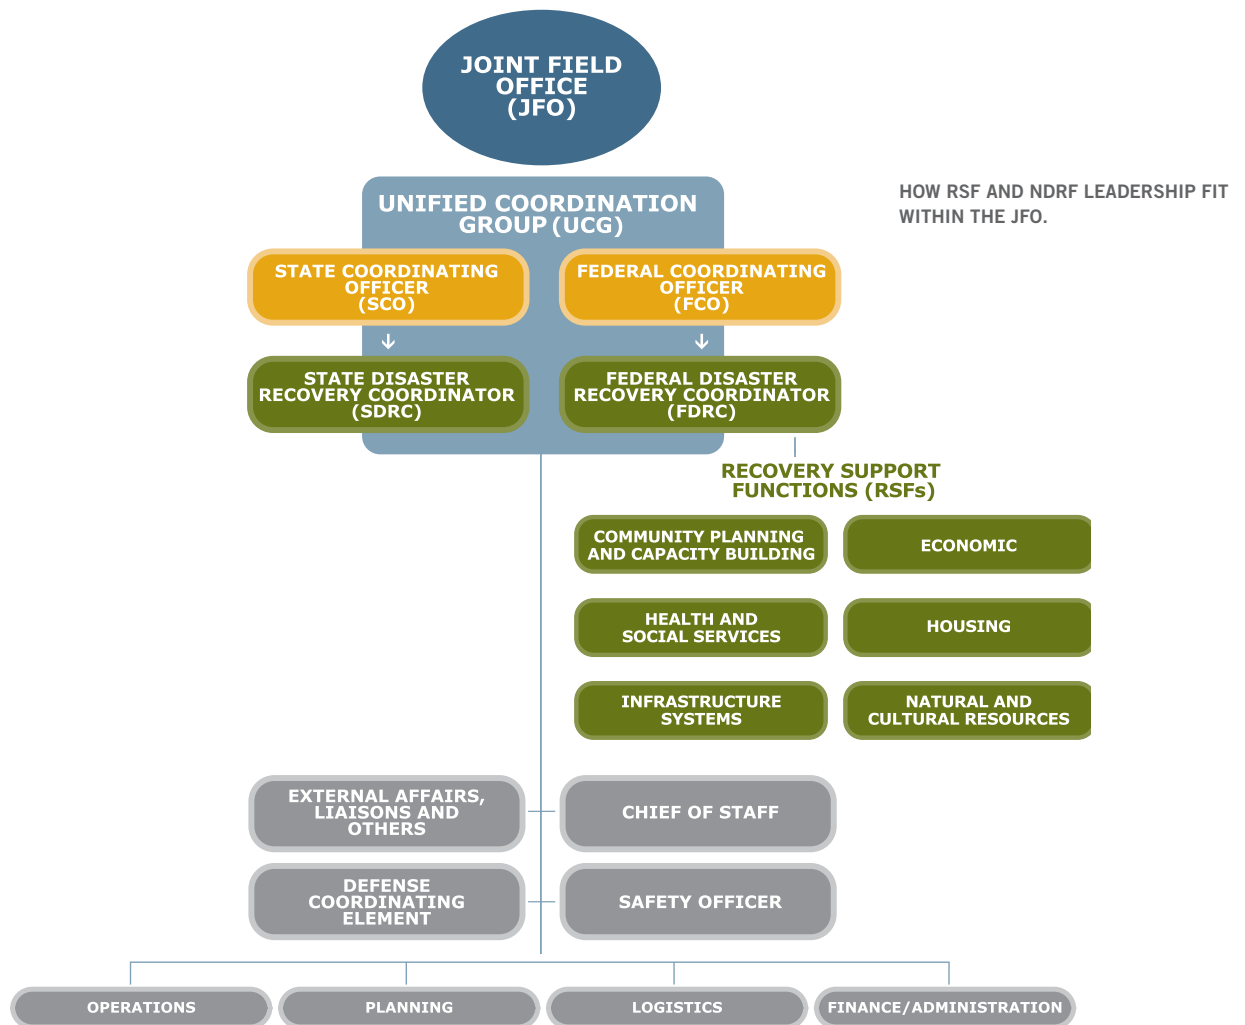 JOINT FIELD
OFFICE
(JFO)
HOW RSF AND NDRF LEADERSHIP FIT
WITHIN THE JFO.
UNIFIED COORDINATION
GROUP (UCG)
STATE COORDINATING
OFFICER
(SCO)
FEDERAL COORDINATING
OFFICER
(FCO)
STATE DISASTER
RECOVERY COORDINATOR
(SDRC)
FEDERAL DISASTER
RECOVERY COORDINATOR
(FDRC)
RECOVERY SUPPORT
FUNCTIONS (RSFs)
COMMUNITY PLANNING
AND CAPACITY BUILDING
ECONOMIC
HEALTH AND
SOCIAL SERVICES
HOUSING
INFRASTRUCTURE
SYSTEMS
NATURAL AND
CULTURAL RESOURCES
EXTERNAL AFFAIRS,
LIAISONS AND
OTHERS
CHIEF OF STAFF
DEFENSE
COORDINATING
ELEMENT
SAFETY OFFICER
OPERATIONS
PLANNING
LOGISTICS
FINANCE/ADMINISTRATION